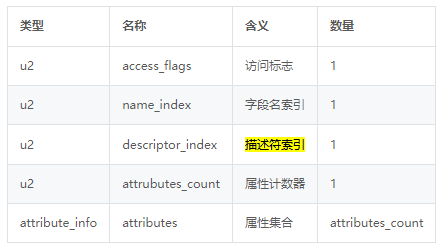 类型 名称 含义 数量
u2 access_flags 访问标志 1
u2 name_index 字段名索引 1
u2 descriptor_index 描述符索引 1
u2 attrubutes_count 属性计数器 1
attribute_info attributes 属性集合 attributes_count